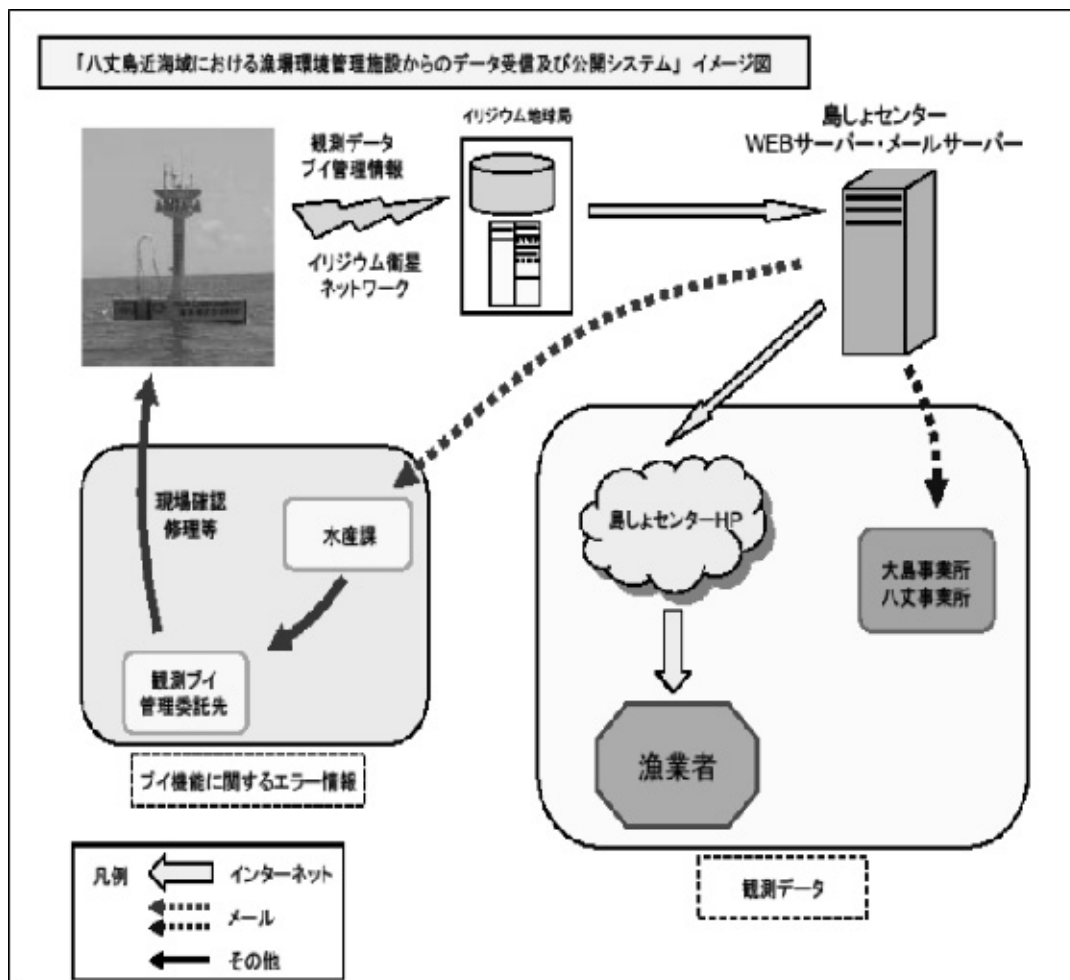 「八丈島近海域における漁場環境管理施設からのデータ受信及び公開システム」イメージ図
観測データ
ブイ管理情報
イリジウム衛星
ネットワーク
イリジウム地球局
島しょセンター
WEBサーバー・メールサーバー
現場確認
修理等
水産課
観測ブイ
管理委託先
ブイ機能に関するエラー情報
島しょセンターHP
漁業者
大島事業所
八丈事業所
観測データ
凡例
インターネット
メール
その他